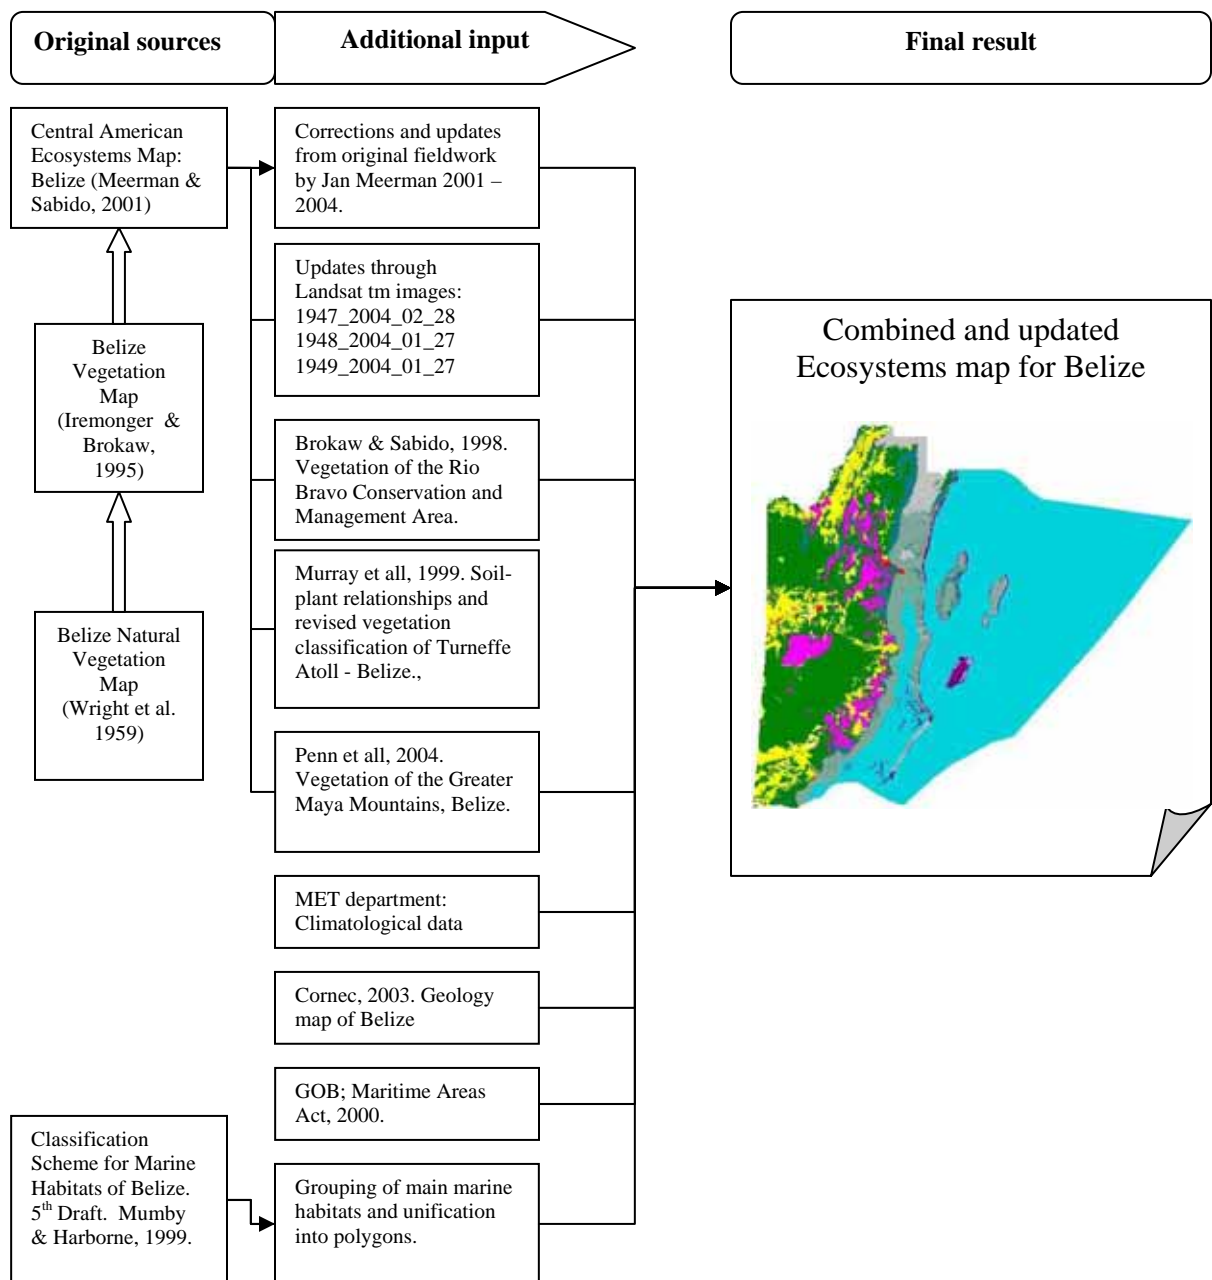 Original sources
Additional input
Final result
Central American
Ecosystems Map:
Belize (Meerman &
Sabido, 2001)
Belize
Vegetation
Map
(Iremonger &
Brokaw,
1995)
Belize Natural
Vegetation
Map
(Wright et al.
1959)
Classification
Scheme for Marine
Habitats of Belize.
5th Draft. Mumby
& Harborne, 1999.
Corrections and updates
from original fieldwork
by Jan Meerman 2001 –
2004.
Updates through
Landsat tm images:
1947_2004_02_28
1948_2004_01_27
1949_2004_01_27
Brokaw & Sabido, 1998.
Vegetation of the Rio
Bravo Conservation and
Management Area.
Murray et all, 1999. Soil-
plant relationships and
revised vegetation
classification of Turneffe
Atoll - Belize.,
Penn et all, 2004.
Vegetation of the Greater
Maya Mountains, Belize.
MET department:
Climatological data
Cornec, 2003. Geology
map of Belize
GOB; Maritime Areas
Act, 2000.
Grouping of main marine
habitats and unification
into polygons.
Combined and updated
Ecosystems map for Belize